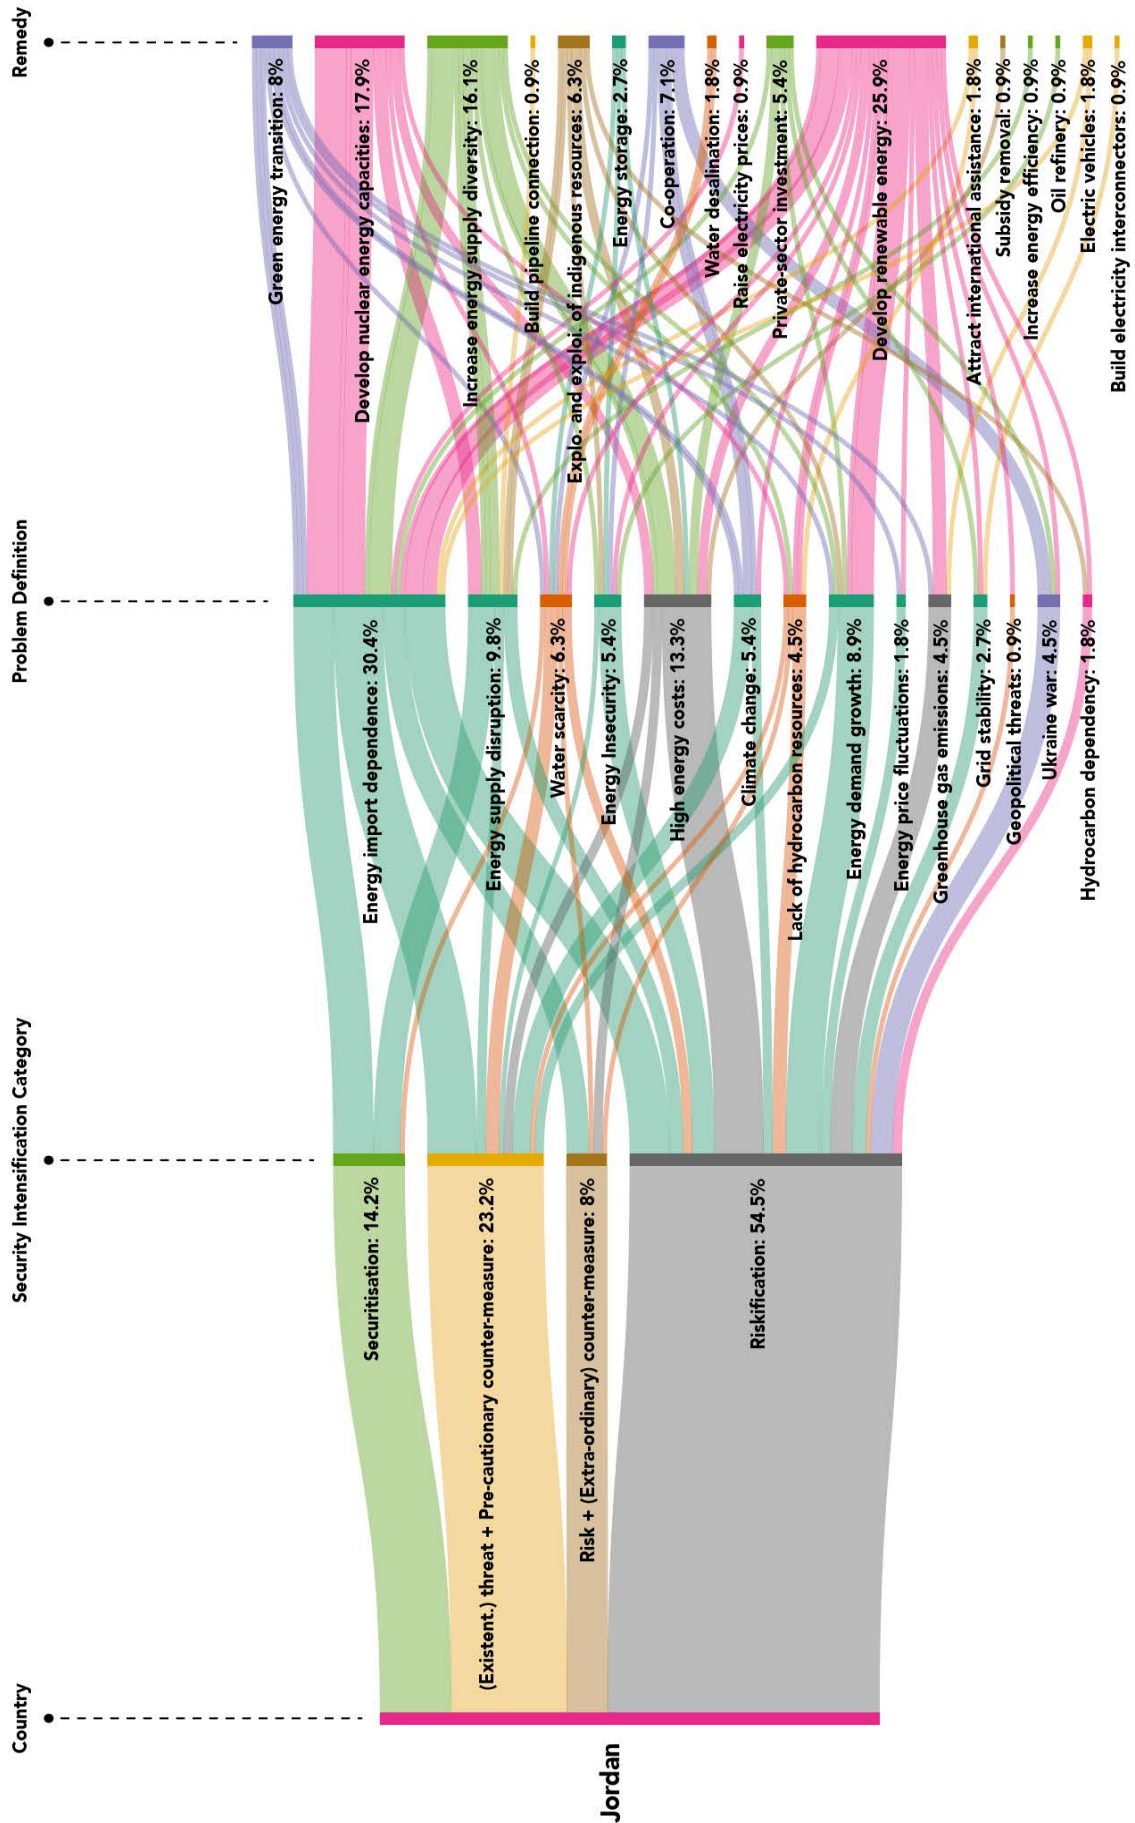 Country
Security Intensification Category
Problem Definition
Remedy
Jordan
Securitisation: 14.2%
(Existent.) threat + Pre-cautionary counter-measure: 23.2%
Risk + (Extra-ordinary) counter-measure: 8%
Riskification: 54.5%
Energy import dependence: 30.4%
Energy supply disruption: 9.8%
Water scarcity: 6.3%
Energy Insecurity: 5.4%
High energy costs: 13.3%
Climate change: 5.4%
Lack of hydrocarbon resources: 4.5%
Energy demand growth: 8.9%
Energy price fluctuations: 1.8%
Greenhouse gas emissions: 4.5%
Grid stability: 2.7%
Geopolitical threats: 0.9%
Ukraine war: 4.5%
Hydrocarbon dependency: 1.8%
Green energy transition: 8%
Develop nuclear energy capacities: 17.9%
Increase energy supply diversity: 16.1%
Build pipeline connection: 0.9%
Explo. and exploi. of indigenous resources: 6.3%
Energy storage: 2.7%
Co-operation: 7.1%
Water desalination: 1.8%
Raise electricity prices: 0.9%
Private-sector investment: 5.4%
Develop renewable energy: 25.9%
Attract international assistance: 1.8%
Subsidy removal: 0.9%
Increase energy efficiency: 0.9%
Oil refinery: 0.9%
Electric vehicles: 1.8%
Build electricity interconnectors: 0.9%